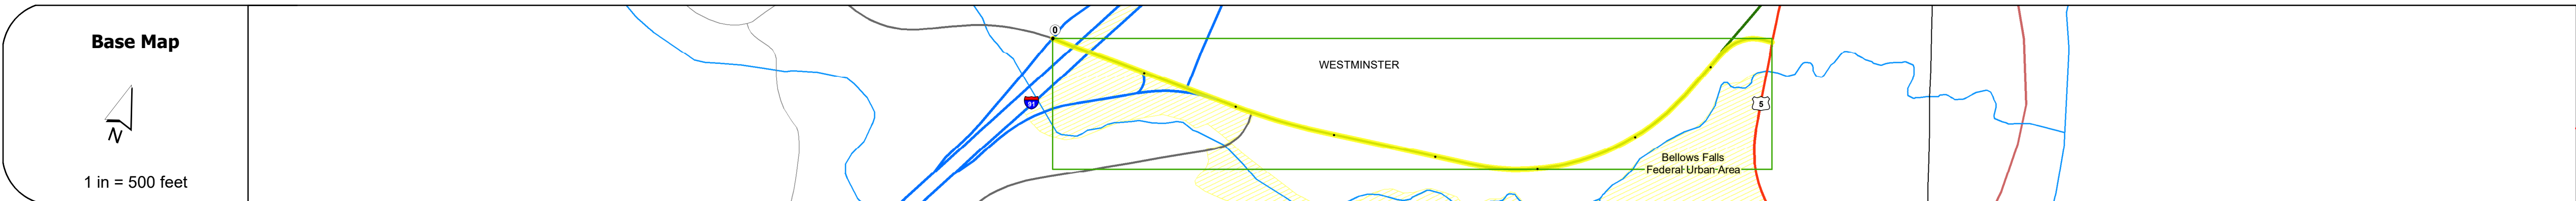 Base Map
N
1 in = 500 feet
0
91
WESTMINSTER
5
Bellows Falls
Federal Urban Area